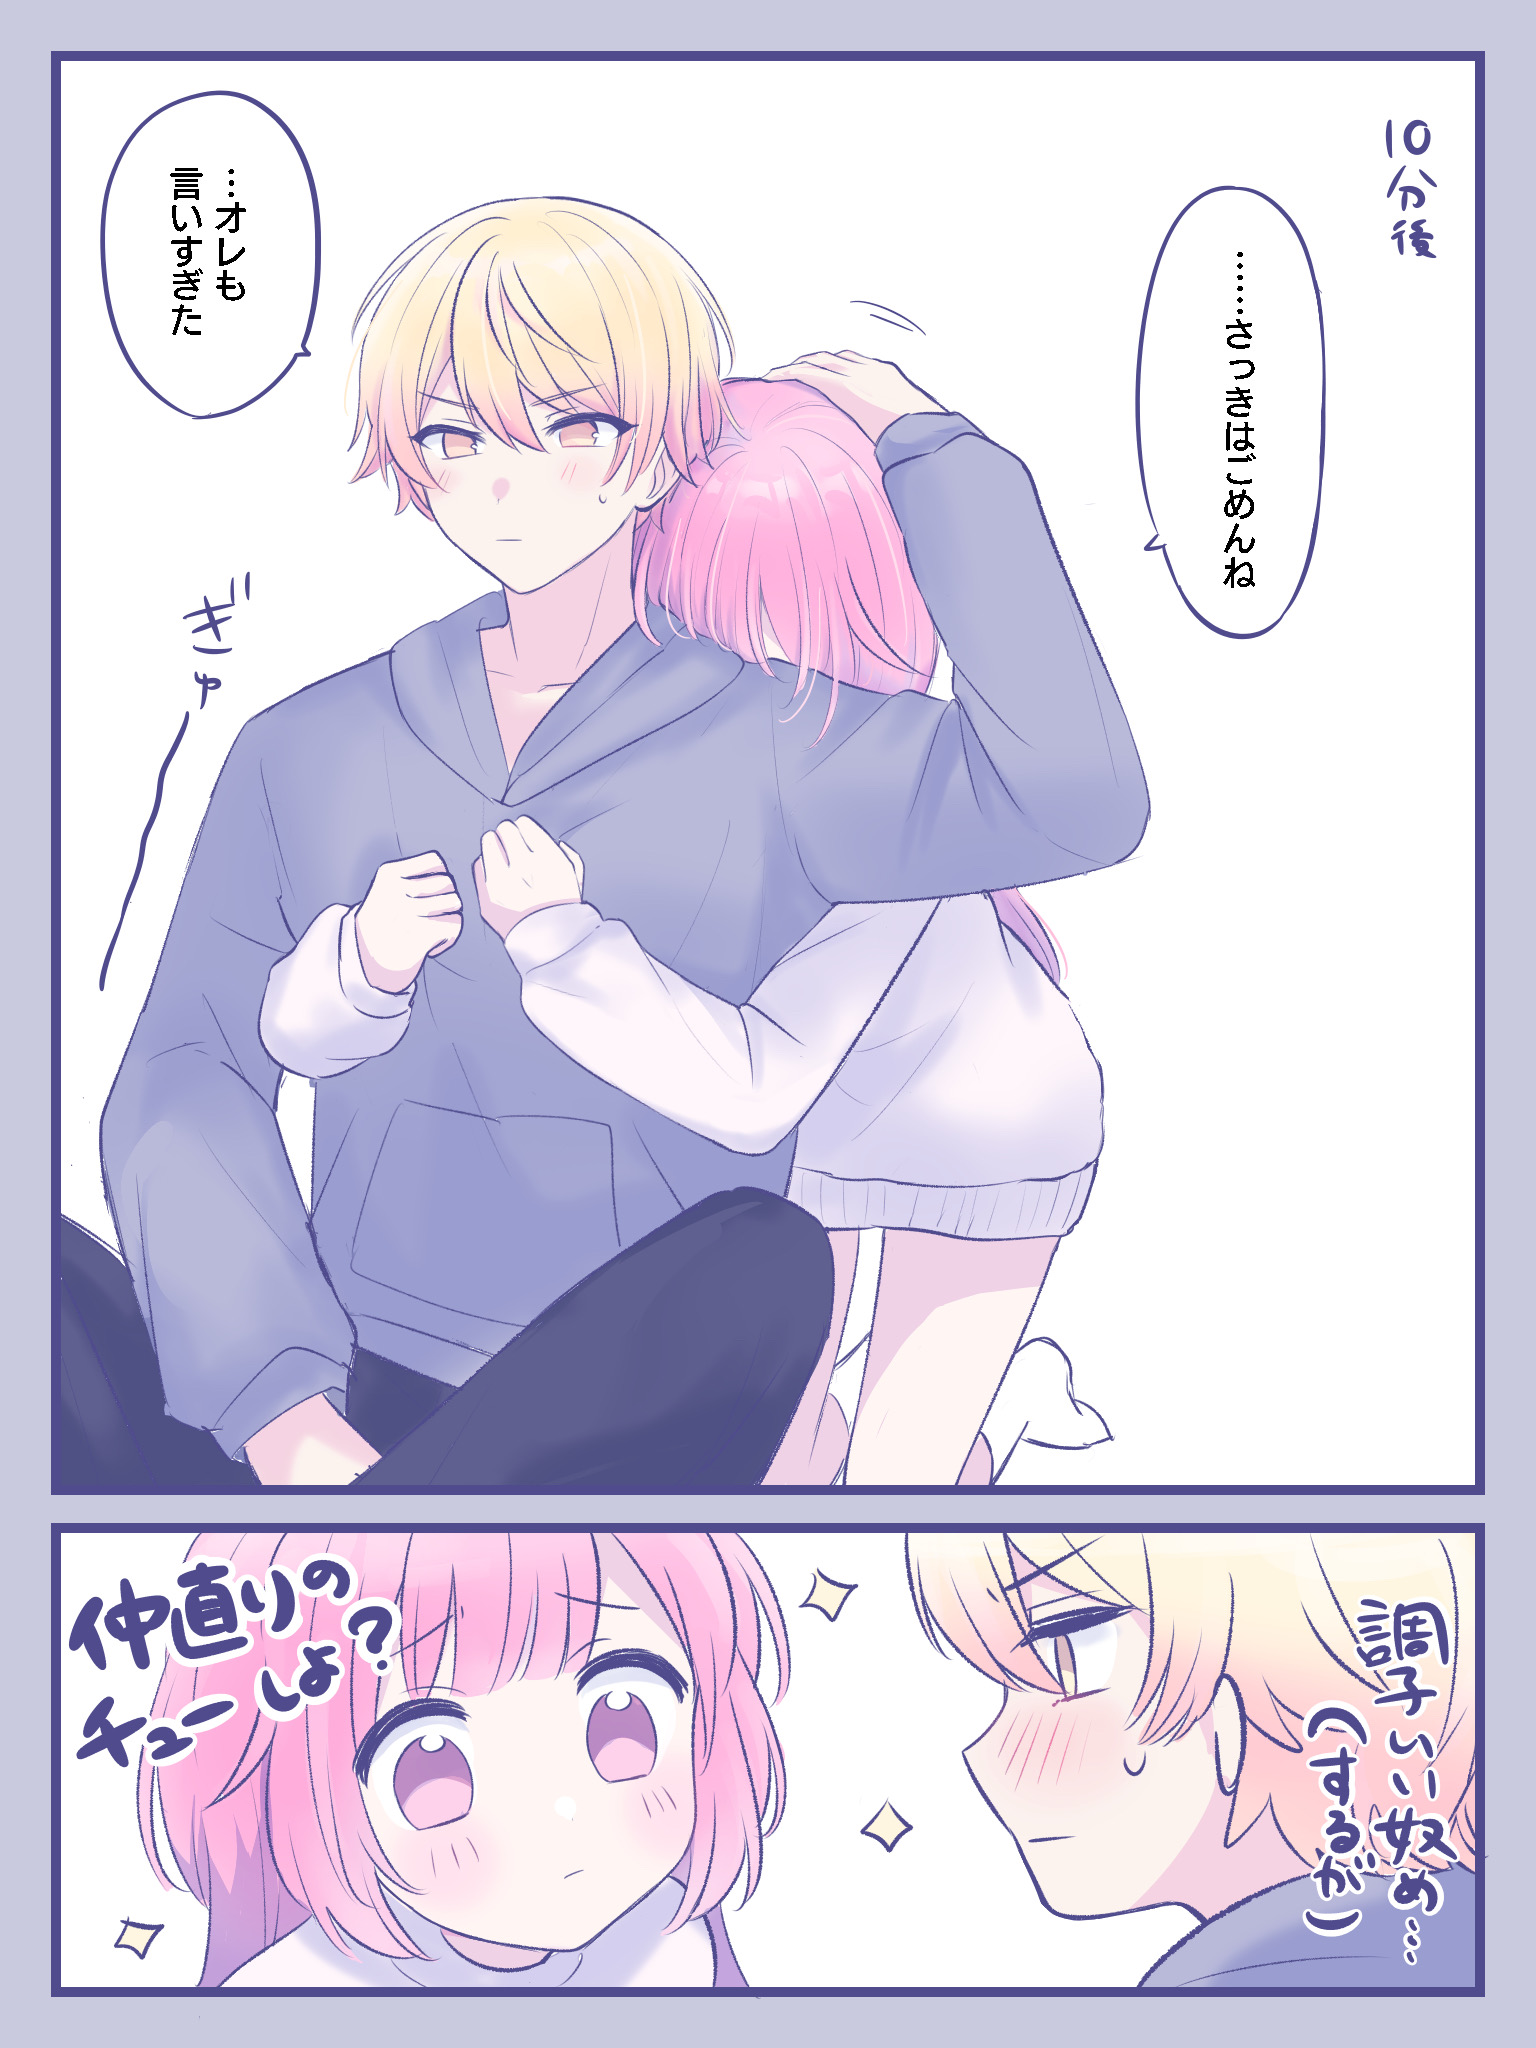 10分後
……さっきはごめんね
…オレも
言いすぎた
ぎゅ
調子いい奴め…
(するが)
仲直りの
チューしよ?